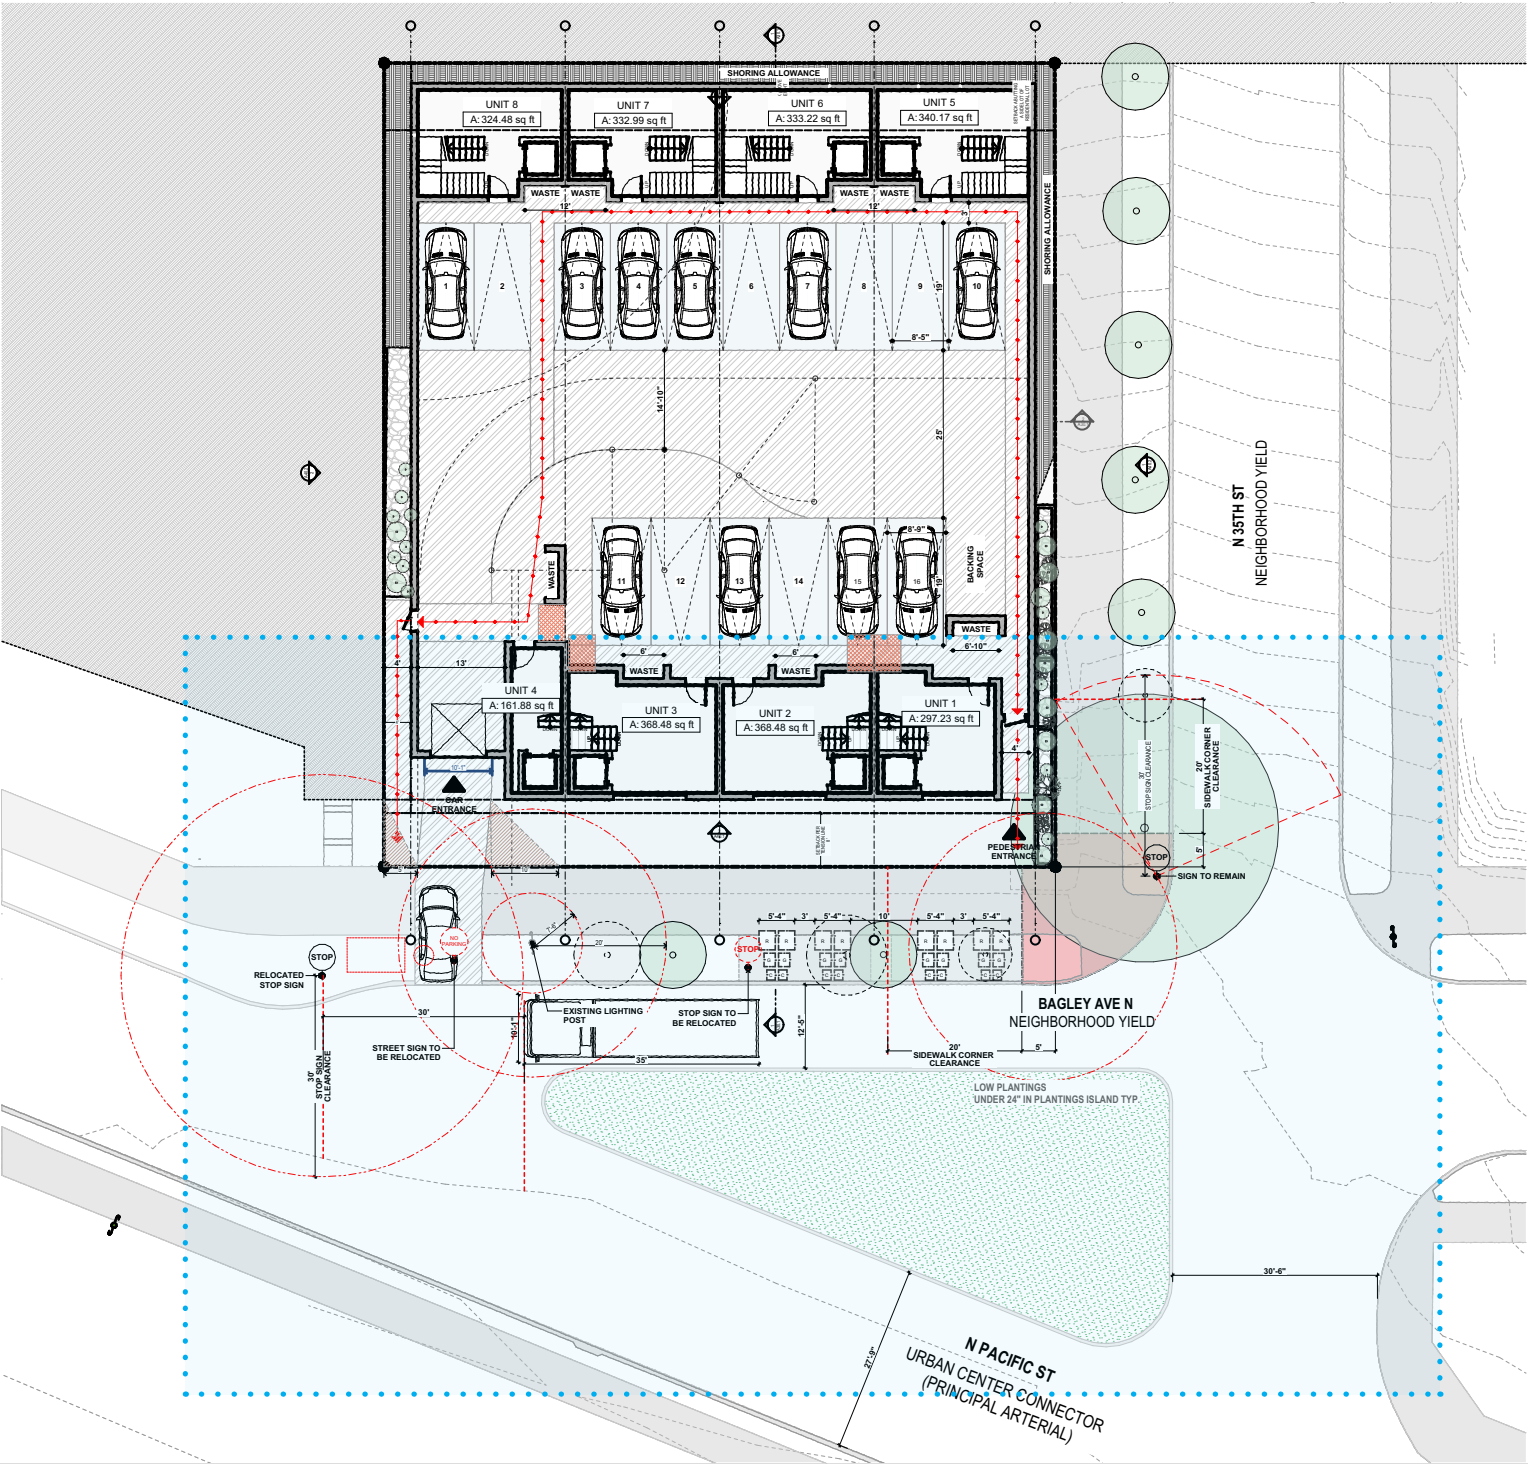 SHORING ALLOWANCE
UNIT 8
A: 324.48 sq ft
UNIT 7
A: 332.99 sq ft
UNIT 6
A: 333.22 sq ft
UNIT 5
A: 340.17 sq ft
SHORING ALLOWANCE
WASTE
WASTE
WASTE
WASTE
12'
12'
3'
1
2
3
4
5
6
7
8
9
10
19'
8'-5"
14'-10"
25'
N 35TH ST
NEIGHBORHOOD YIELD
8'-9"
BACKING
SPACE
WASTE
11
12
13
14
15
16
19'
WASTE
6'-10"
6'
6'
WASTE
WASTE
4'
13'
UNIT 4
A: 161.88 sq ft
UNIT 3
A: 368.48 sq ft
UNIT 2
A: 368.48 sq ft
UNIT 1
A: 297.23 sq ft
4'
10'-1"
CAR
ENTRANCE
PEDESTRIAN
ENTRANCE
30'
STOP SIGN CLEARANCE
20'
SIDEWALK CORNER
CLEARANCE
5'
STOP
SIGN TO REMAIN
5'
10'
NO
PARKING
7'-6"
20'
STOP
5'-4"
3'
5'-4"
10'
5'-4"
3'
5'-4"
STOP
RELOCATED
STOP SIGN
30'
30'
STOP SIGN
CLEARANCE
STREET SIGN TO
BE RELOCATED
10'-1"
EXISTING LIGHTING
POST
STOP SIGN TO
BE RELOCATED
35'
12'-5"
20'
SIDEWALK CORNER
CLEARANCE
5'
BAGLEY AVE N
NEIGHBORHOOD YIELD
LOW PLANTINGS
UNDER 24" IN PLANTINGS ISLAND TYP.
30'-6"
27'-9"
N PACIFIC ST
URBAN CENTER CONNECTOR
(PRINCIPAL ARTERIAL)